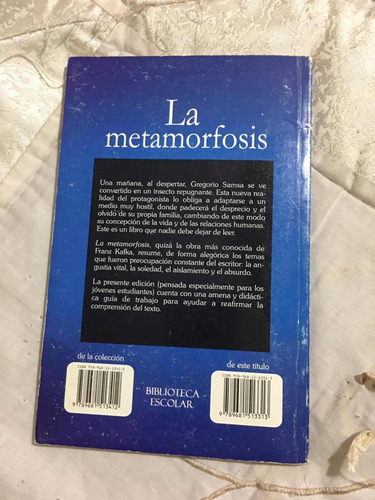 La
metamorfosis
Una mañana, al despertar, Gregorio Samsa se ve
convertido en un insecto repugnante. Esta nueva rea-
lidad del protagonista lo obliga a adaptarse a un
medio muy hostil, donde padecerá el desprecio y el
olvido de su propia familia, cambiando de este modo
su concepción de la vida y de las relaciones humanas.
Este es un libro que nadie debe dejar de leer.
La metamorfosis, quizá la obra más conocida de
Franz Kafka, resume, de forma alegórica los temas
que fueron preocupación constante del escritor: la an-
gustia vital, la soledad, el aislamiento y el absurdo.
La presente edición (pensada especialmente para los
jóvenes estudiantes) cuenta con una amena y didácti-
ca guía de trabajo para ayudar a reafirmar la
comprensión del texto.
de la colección
de este título
BIBLIOTECA
ESCOLAR
9 789681 513412
9 789681 513313